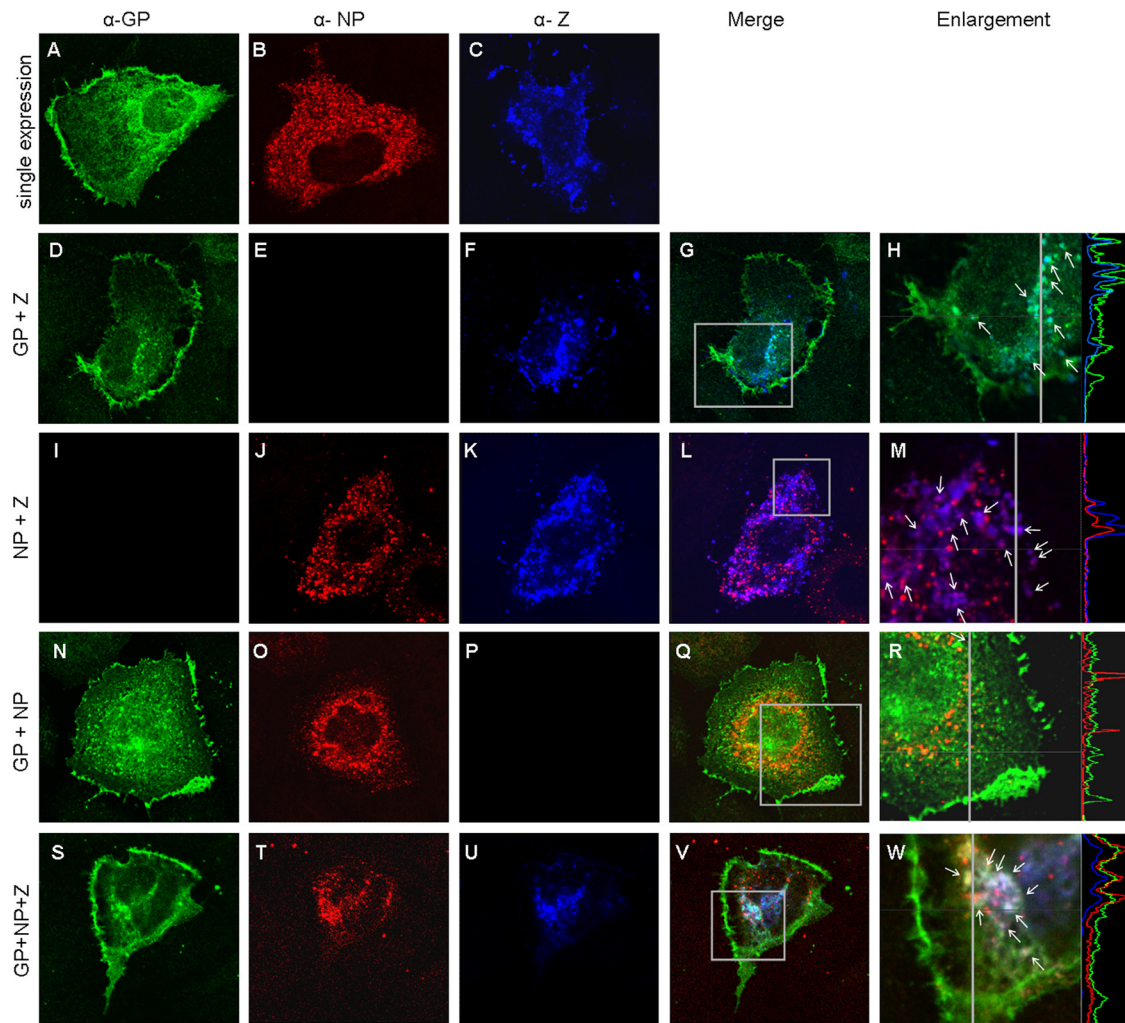 α-GP α- NP α- Z Merge Enlargement
single expression
A B C
GP + Z
D E F G H
NP + Z
I J K L M
GP + NP
N O P Q R
GP+NP+Z
S T U V W